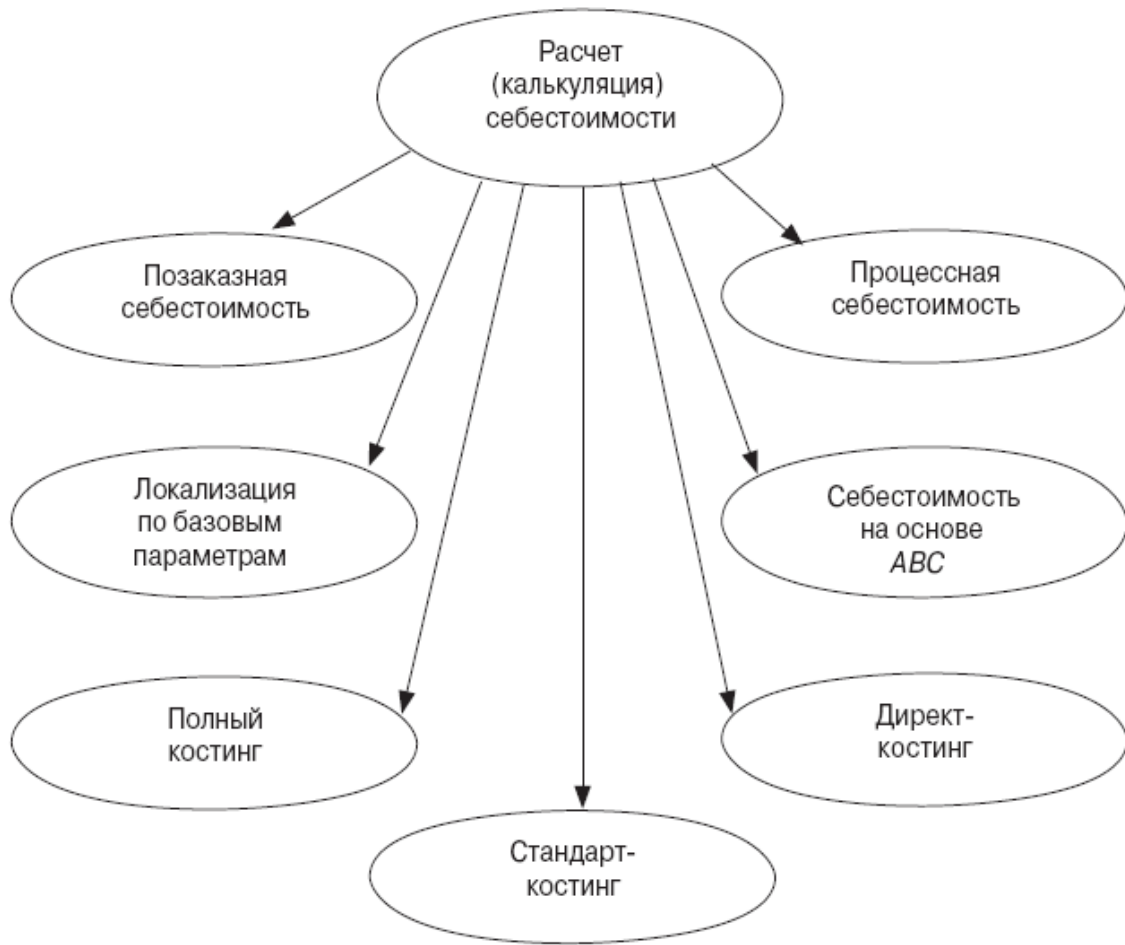 Расчет
(калькуляция)
себестоимости
Позаказная
себестоимость
Процессная
себестоимость
Локализация
по базовым
параметрам
Себестоимость
на основе
ABC
Полный
костинг
Директ-
костинг
Стандарт-
костинг